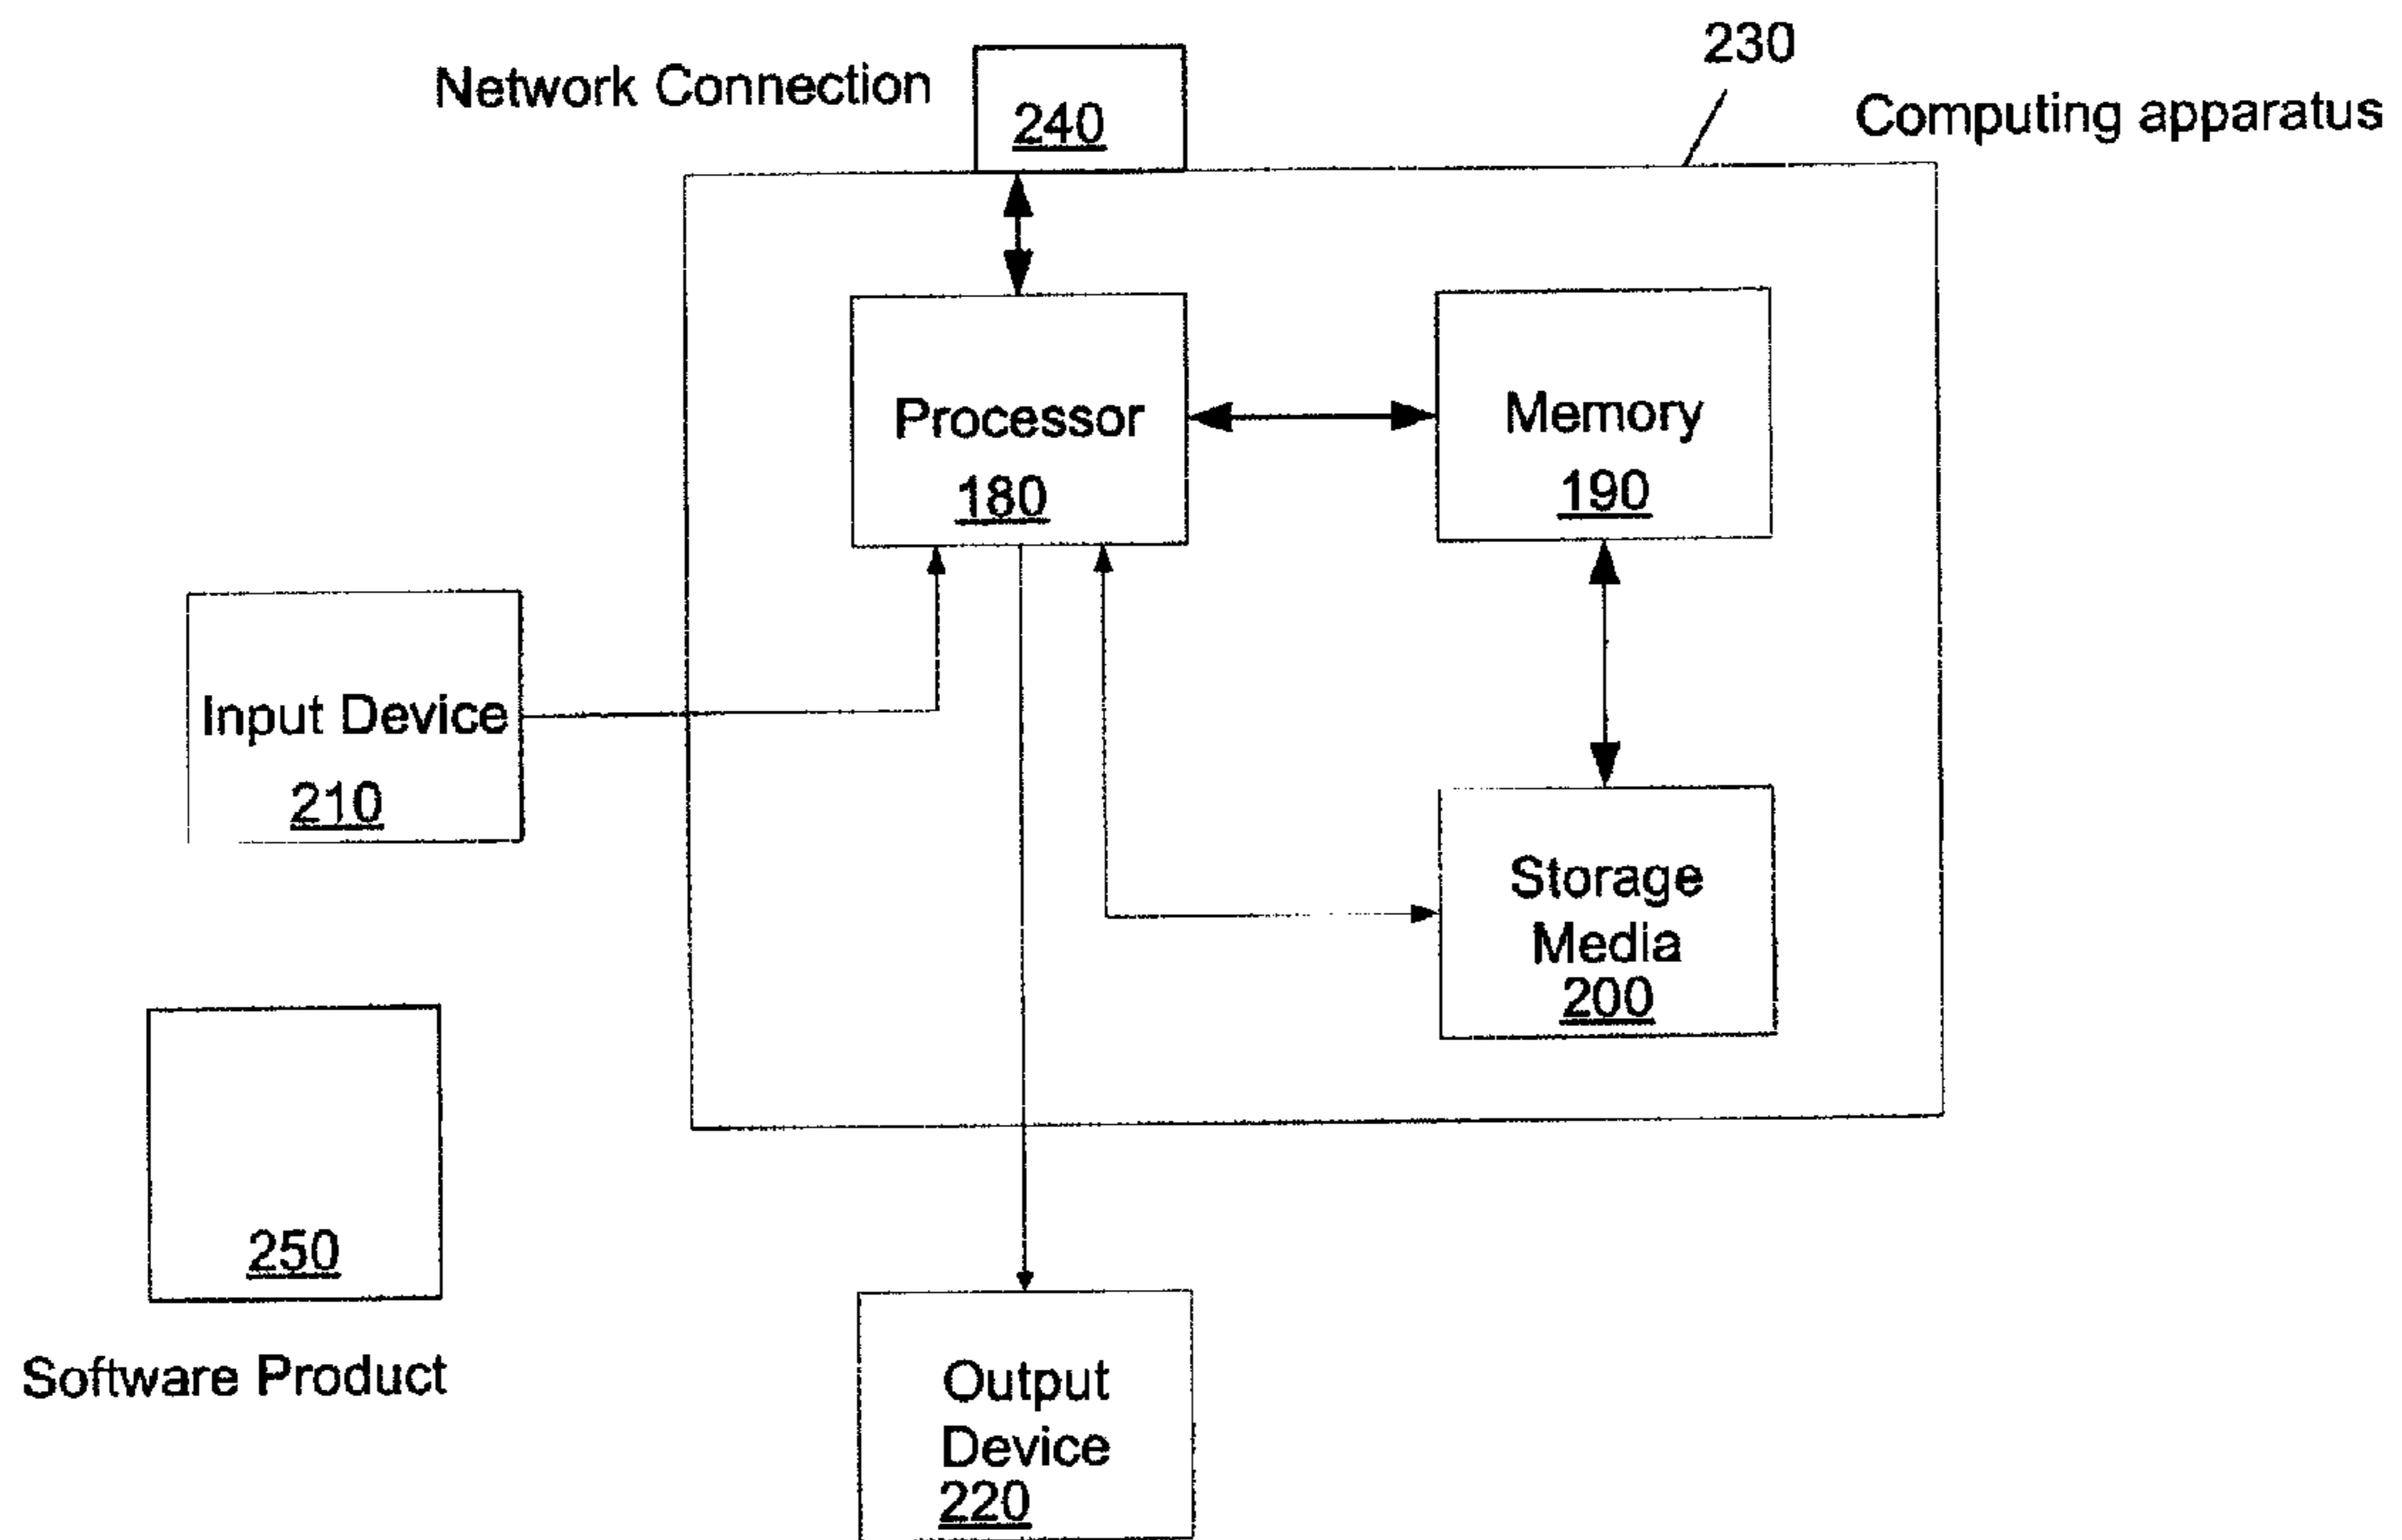 230
Network Connection
240
Computing apparatus
Processor
180
Memory
190
Input Device
210
Storage
Media
200
250
Software Product
Output
Device
220